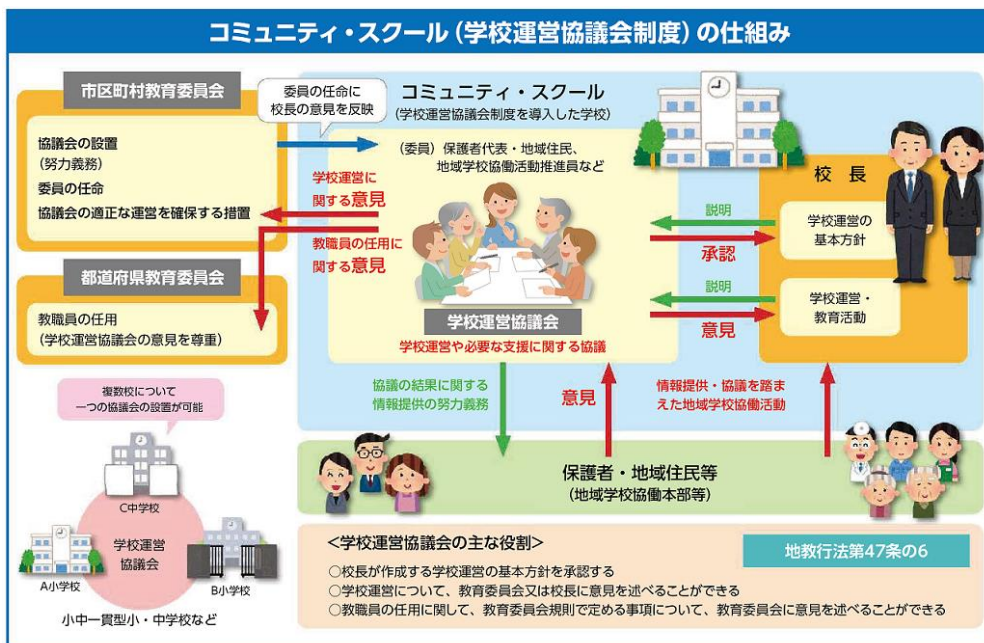 コミュニティ・スクール(学校運営協議会制度)の仕組み
市区町村教育委員会
協議会の設置
(努力義務)
委員の任命
協議会の適正な運営を確保する措置
委員の任命に
校長の意見を反映
コミュニティ・スクール
(学校運営協議会制度を導入した学校)
(委員)保護者代表・地域住民、
地域学校協働活動推進員など
学校運営に
関する意見
教職員の任用に
関する意見
学校運営協議会
学校運営や必要な支援に関する協議
校長
説明
承認
学校運営の
基本方針
説明
意見
学校運営・
教育活動
都道府県教育委員会
教職員の任用
(学校運営協議会の意見を尊重)
協議の結果に関する
情報提供の努力義務
意見
情報提供・協議を踏ま
えた地域学校協働活動
保護者・地域住民等
(地域学校協働本部等)
複数校について
一つの協議会の設置が可能
C中学校
学校運営
協議会
A小学校
B小学校
小中一貫型小・中学校など
<学校運営協議会の主な役割>
地教行法第47条の6
○校長が作成する学校運営の基本方針を承認する
○学校運営について、教育委員会又は校長に意見を述べることができる
○教職員の任用に関して、教育委員会規則で定める事項について、教育委員会に意見を述べることができる